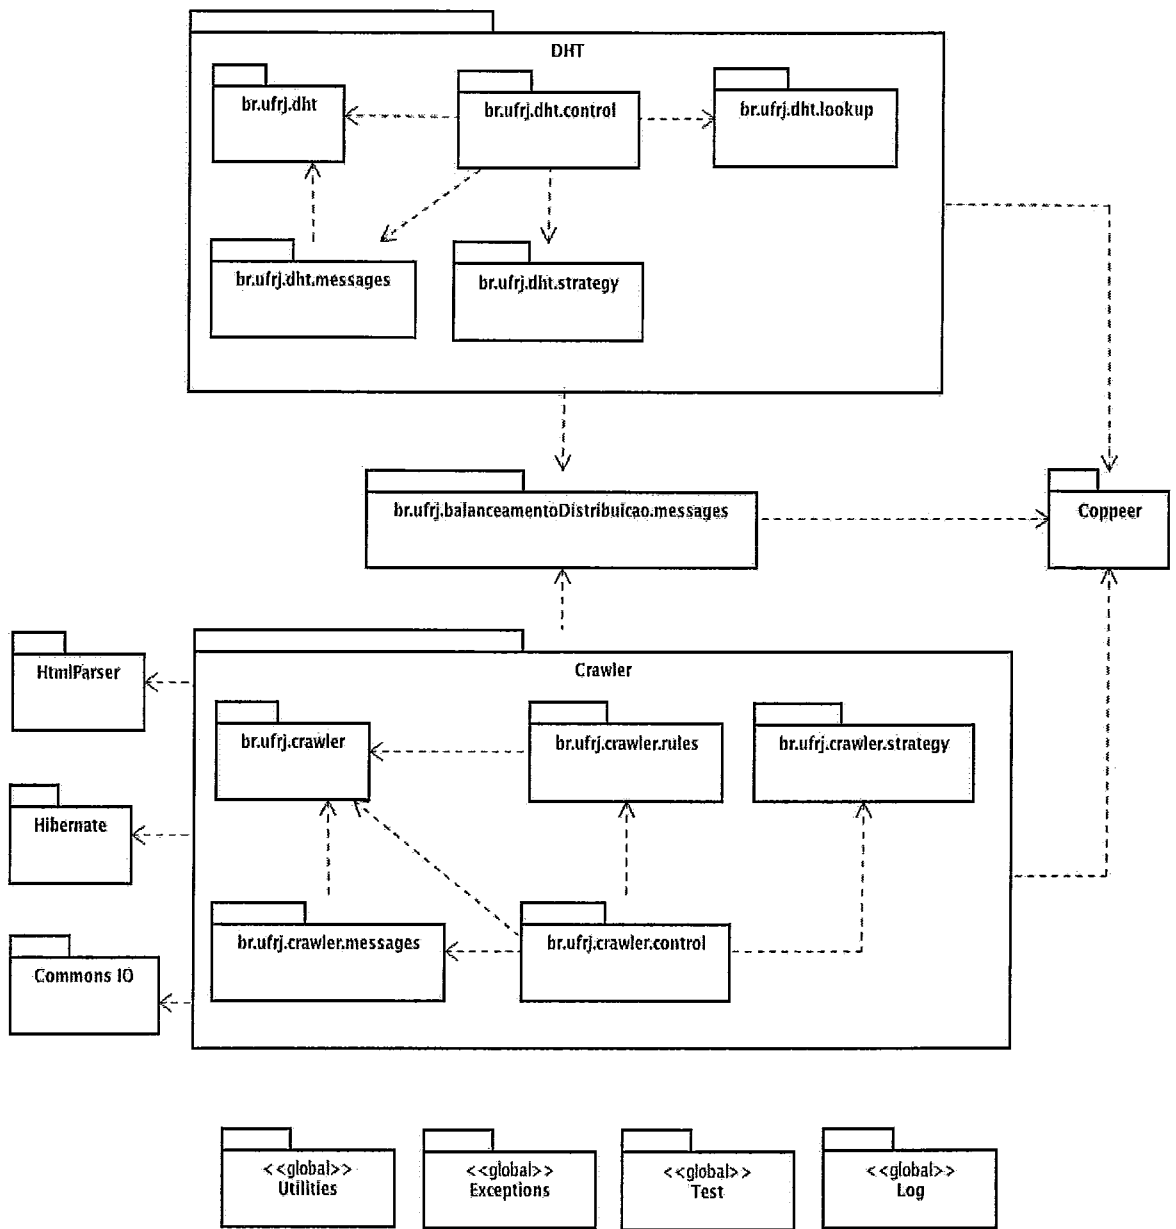 DHT
br.ufrj.dht
br.ufrj.dht.control
br.ufrj.dht.lookup
br.ufrj.dht.messages
br.ufrj.dht.strategy
br.ufrj.balanceamentoDistribuicao.messages
Coppeer
HtmlParser
Crawler
br.ufrj.crawler
br.ufrj.crawler.rules
br.ufrj.crawler.strategy
Hibernate
br.ufrj.crawler.messages
br.ufrj.crawler.control
Commons IO
<<global>>
Utilities
<<global>>
Exceptions
<<global>>
Test
<<global>>
Log